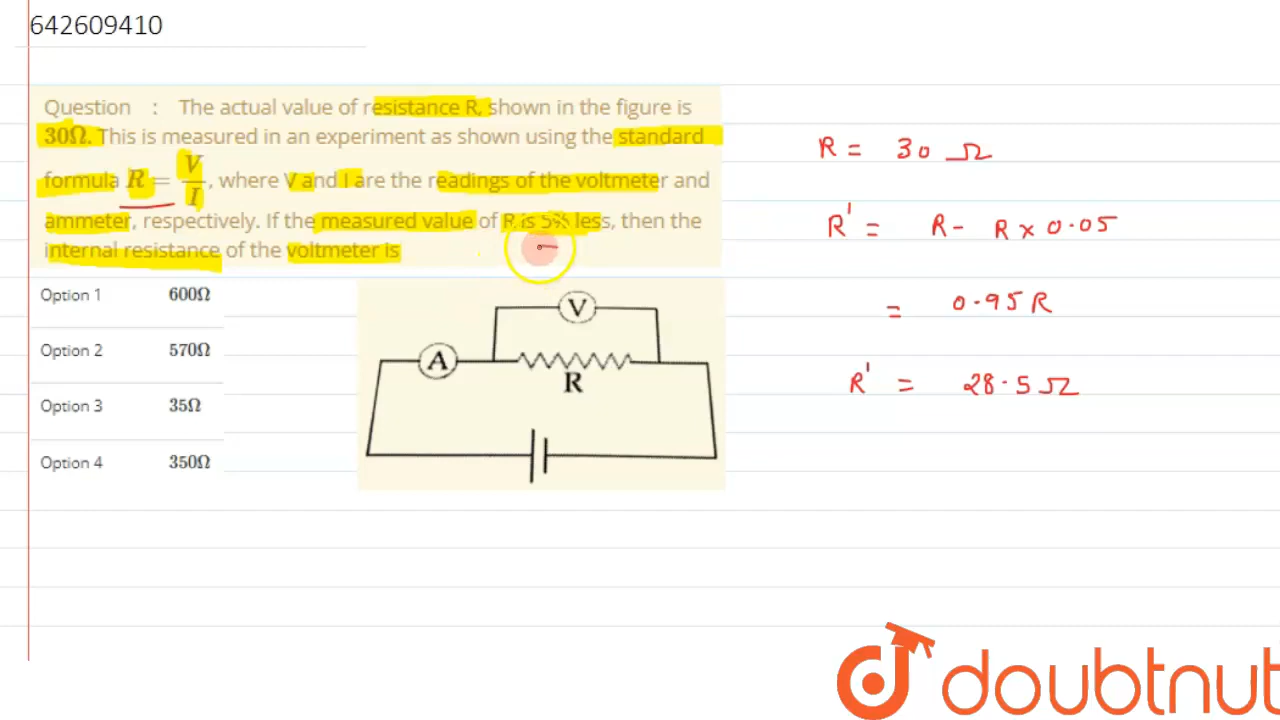 642609410
Question : The actual value of resistance R, shown in the figure is
30Ω. This is measured in an experiment as shown using the standard
formula R = V/I, where V and I are the readings of the voltmeter and
ammeter, respectively. If the measured value of R is 5% less, then the
internal resistance of the voltmeter is
Option 1 600Ω
Option 2 570Ω
Option 3 35Ω
Option 4 350Ω
V
A
R
R = 30 Ω
R' = R - R × 0.05
= 0.95 R
R' = 28.5 Ω
doubtnut